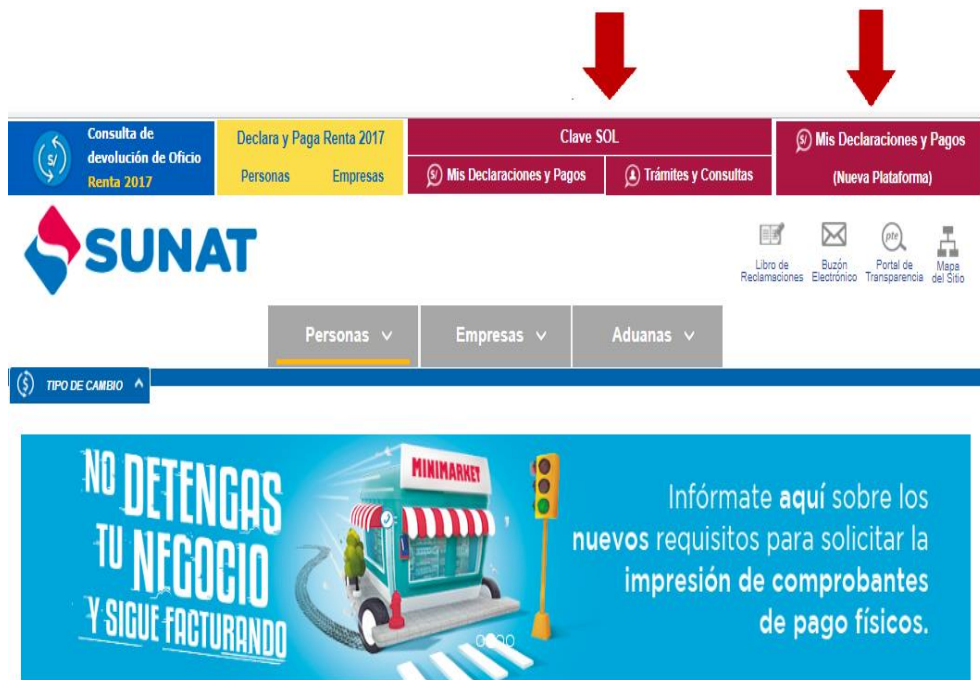 Consulta de
devolución de Oficio
Renta 2017
Declara y Paga Renta 2017
Personas Empresas
Clave SOL
Mis Declaraciones y Pagos
Trámites y Consultas
Mis Declaraciones y Pagos
(Nueva Plataforma)
SUNAT
Libro de
Reclamaciones
Buzón
Electrónico
pte
Portal de
Transparencia
Mapa
del Sitio
Personas
Empresas
Aduanas
TIPO DE CAMBIO
NO DETENGAS
TU NEGOCIO
Y SIGUE FACTURANDO
MINIMARKET
Infórmate aquí sobre los
nuevos requisitos para solicitar la
impresión de comprobantes
de pago físicos.